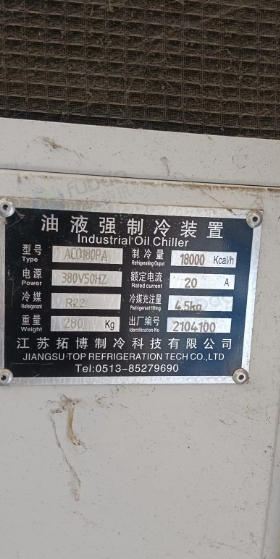 油液强制冷装置
Industrial Oil Chiller
型号 ACO180PA 制冷量 18000 Kcal/h
Type Refrigerating Ouput
电源 380V50HZ 额定电流 20 A
Power Rated current
冷媒 R22 冷媒充注量 4.5kg
Refrigerant Refrigerant filling
重量 280 Kg 出厂编号 2104100
Weight Identification No
江苏拓博制冷科技有限公司
JIANGSU TOP REFRIGERATION TECH CO.,LTD
Tel:0513-85279690